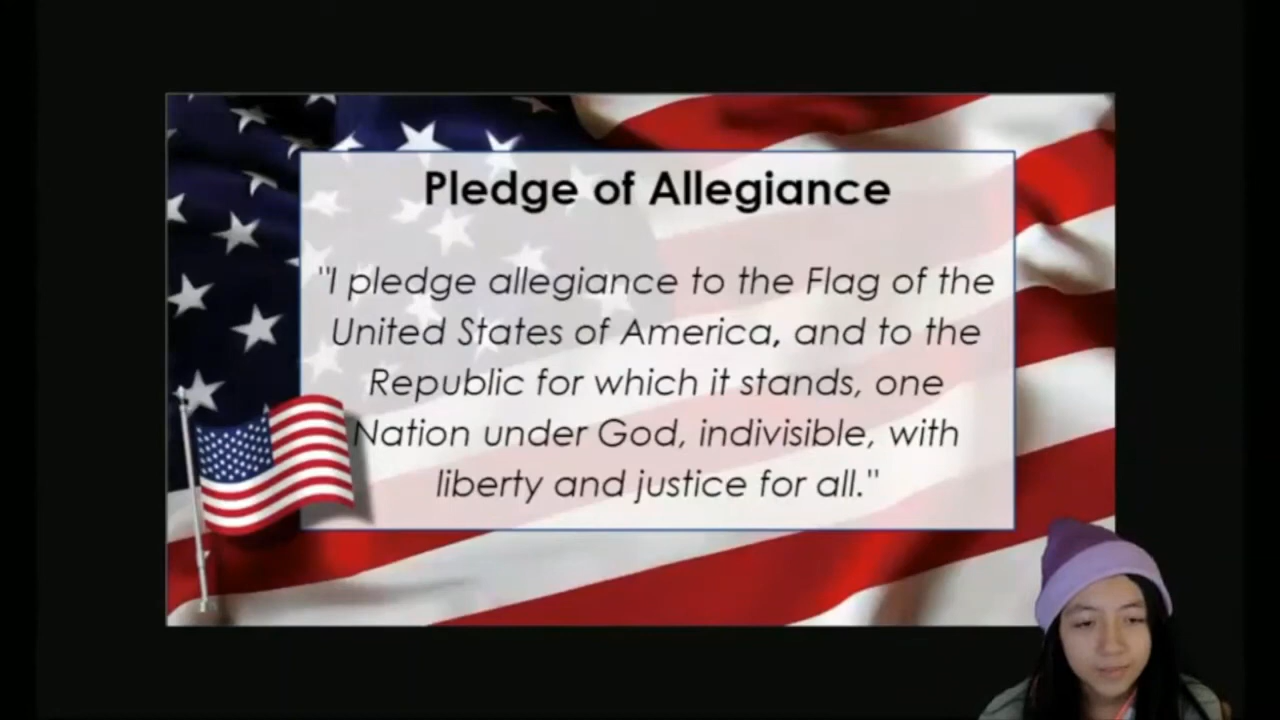 Pledge of Allegiance
"I pledge allegiance to the Flag of the
United States of America, and to the
Republic for which it stands, one
Nation under God, indivisible, with
liberty and justice for all."